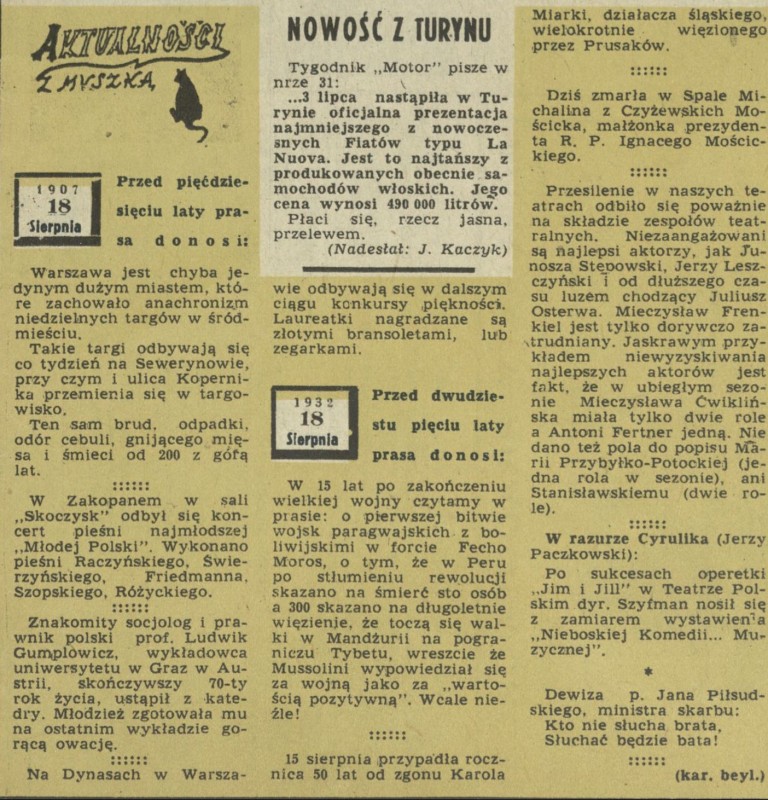 AKTUALNOŚCI
Z MYSZKĄ
1907
18
Sierpnia
Przed pięćdzie-
sięciu laty pra-
sa donosi:
Warszawa jest chyba je-
dynym dużym miastem, któ-
re zachowało anachronizm
niedzielnych targów w śród-
mieściu.
Takie targi odbywają się
co tydzień na Sewerynowie,
przy czym i ulica Koperni-
ka przemienia się w targo-
wisko.
Ten sam brud, odpadki,
odór cebuli, gnijącego mię-
sa i śmieci od 200 z górą
lat.
::::::
W Zakopanem w sali
„Skoczysk" odbył się kon-
cert pieśni najmłodszej
„Młodej Polski". Wykonano
pieśni Raczyńskiego, Świe-
rzyńskiego, Friedmanna,
Szopskiego, Różyckiego.
::::::
Znakomity socjolog i pra-
wnik polski prof. Ludwik
Gumplowicz, wykładowca
uniwersytetu w Graz w Au-
strii, skończywszy 70-ty
rok życia, ustąpił z kate-
dry. Młodzież zgotowała mu
na ostatnim wykładzie go-
rącą owację.
::::::
Na Dynasach w Warsza-
NOWOŚĆ Z TURYNU
Tygodnik „Motor" pisze w
nrze 31:
...3 lipca nastąpiła w Tu-
rynie oficjalna prezentacja
najmniejszego z nowocze-
snych Fiatów typu La
Nuova. Jest to najtańszy z
produkowanych obecnie sa-
mochodów włoskich. Jego
cena wynosi 490 000 litrów.
Płaci się, rzecz jasna,
przelewem.
(Nadesłał: J. Kaczyk)
wie odbywają się w dalszym
ciągu konkursy piękności.
Laureatki nagradzane są
złotymi bransoletami, lub
zegarkami.
1932
18
Sierpnia
Przed dwudzie-
stu pięciu laty
prasa donosi:
W 15 lat po zakończeniu
wielkiej wojny czytamy w
prasie: o pierwszej bitwie
wojsk paragwajskich z bo-
liwijskimi w forcie Fecho
Moros, o tym, że w Peru
po stłumieniu rewolucji
skazano na śmierć sto osób
a 300 skazano na długoletnie
więzienie, że toczą się wal-
ki w Mandżurii na pogra-
niczu Tybetu, wreszcie że
Mussolini wypowiedział się
za wojną jako za „warto-
ścią pozytywną". Wcale nie-
źle!
::::::
15 sierpnia przypadła rocz-
nica 50 lat od zgonu Karola
Miarki, działacza śląskiego,
wielokrotnie więzionego
przez Prusaków.
::::::
Dziś zmarła w Spale Mi-
chalina z Czyżewskich Mo-
ścicka, małżonka prezyden-
ta R. P. Ignacego Mościc-
kiego.
::::::
Przesilenie w naszych te-
atrach odbiło się poważnie
na składzie zespołów teat-
ralnych. Niezaangażowani
są najlepsi aktorzy, jak Ju-
nosza Stępowski, Jerzy Lesz-
czyński i od dłuższego cza-
su luzem chodzący Juliusz
Osterwa. Mieczysław Fren-
kiel jest tylko dorywczo za-
trudniany. Jaskrawym przy-
kładem niewyzyskiwania
najlepszych aktorów jest
fakt, że w ubiegłym sezo-
nie Mieczysława Ćwikliń-
ska miała tylko dwie role
a Antoni Fertner jedną. Nie
dano też pola do popisu Ma-
rii Przybyłko-Potockiej (je-
dna rola w sezonie), ani
Stanisławskiemu (dwie ro-
le).
::::::
W razurze Cyrulika (Jerzy
Paczkowski):
Po sukcesach operetki
„Jim i Jill" w Teatrze Pol-
skim dyr. Szyfman nosił się
z zamiarem wystawienia
„Nieboskiej Komedii... Mu-
zycznej".
*
Dewiza p. Jana Piłsud-
skiego, ministra skarbu:
Kto nie słucha brata,
Słuchać będzie bata!
::::::
(kar. beyl.)